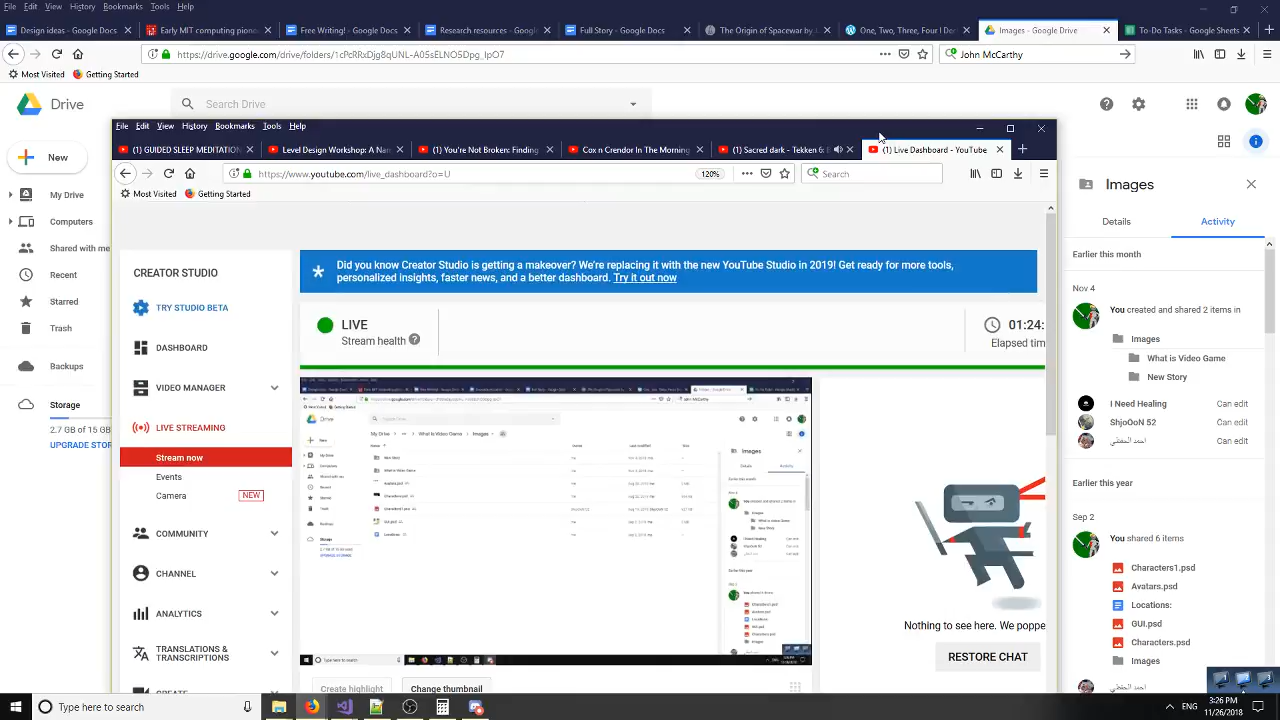 File Edit View History Bookmarks Tools Help
Design ideas - Google Docs
Early MIT computing pione
Free Writing! - Google Docs
Research resources - Google
Full Story - Google Docs
The Origin of Spacewar by J.
One, Two, Three, Four I De
Images - Google Drive
To-Do Tasks - Google Sheets
https://drive.google.com/drive/folders/1cPcRRxDjg8qUNL-A05eELNC5gD_lpO7
John McCarthy
Most Visited Getting Started
Drive
Search Drive
New
My Drive
Computers
Shared with me
Recent
Starred
Trash
Backups
Storage
2.7 GB of 15 GB
UPGRADE STOR
File Edit View History Bookmarks Tools Help
(1) GUIDED SLEEP MEDITATION
Level Design Workshop: A Nar
(1) You're Not Broken: Finding
Cox n Crendor In The Morning
(1) Sacred dark - Tekken 6: B
(1) Live Dashboard - YouTube
https://www.youtube.com/live_dashboard?o=U
120%
Search
Most Visited Getting Started
CREATOR STUDIO
TRY STUDIO BETA
DASHBOARD
VIDEO MANAGER
LIVE STREAMING
Stream now
Events
Camera NEW
COMMUNITY
CHANNEL
ANALYTICS
TRANSLATIONS &
TRANSCRIPTIONS
CREATE
Did you know Creator Studio is getting a makeover? We're replacing it with the new YouTube Studio in 2019! Get ready for more tools,
personalized insights, faster news, and a better dashboard. Try it out now
LIVE
Stream health
01:24:
Elapsed tim
Nothing to see here. We poppe
RESTORE CHAT
Create highlight
Change thumbnail
Images
Details Activity
Earlier this month
Nov 4
You created and shared 2 items in
Images
What is Video Game
New Story
I Need Healing Can edit
ShjoOoN 52 Can edit
Can edit
Earlier this year
Sep 2
You shared 6 items
Characters1.psd
Avatars.psd
Locations:
GUI.psd
Characters.psd
Images
Can edit
Type here to search
3:26 PM
11/26/2018